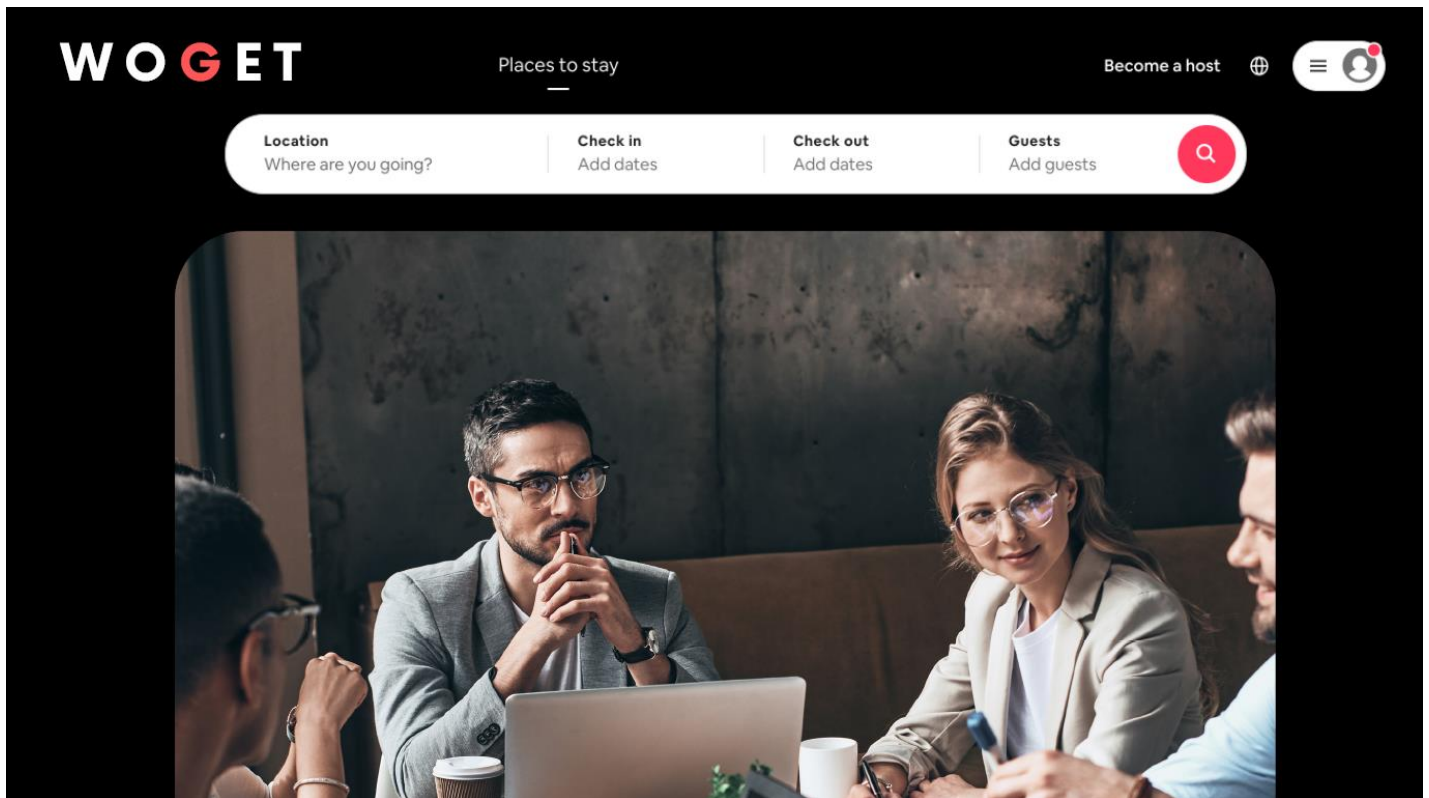 WOGET
Places to stay
Become a host
Location
Where are you going?
Check in
Add dates
Check out
Add dates
Guests
Add guests